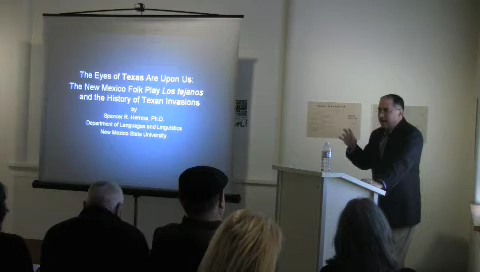 The Eyes of Texas Are Upon Us:
The New Mexico Folk Play Los tejanos
and the History of Texan Invasions
by
Spencer R. Herrera, Ph.D.
Department of Languages and Linguistics
New Mexico State University